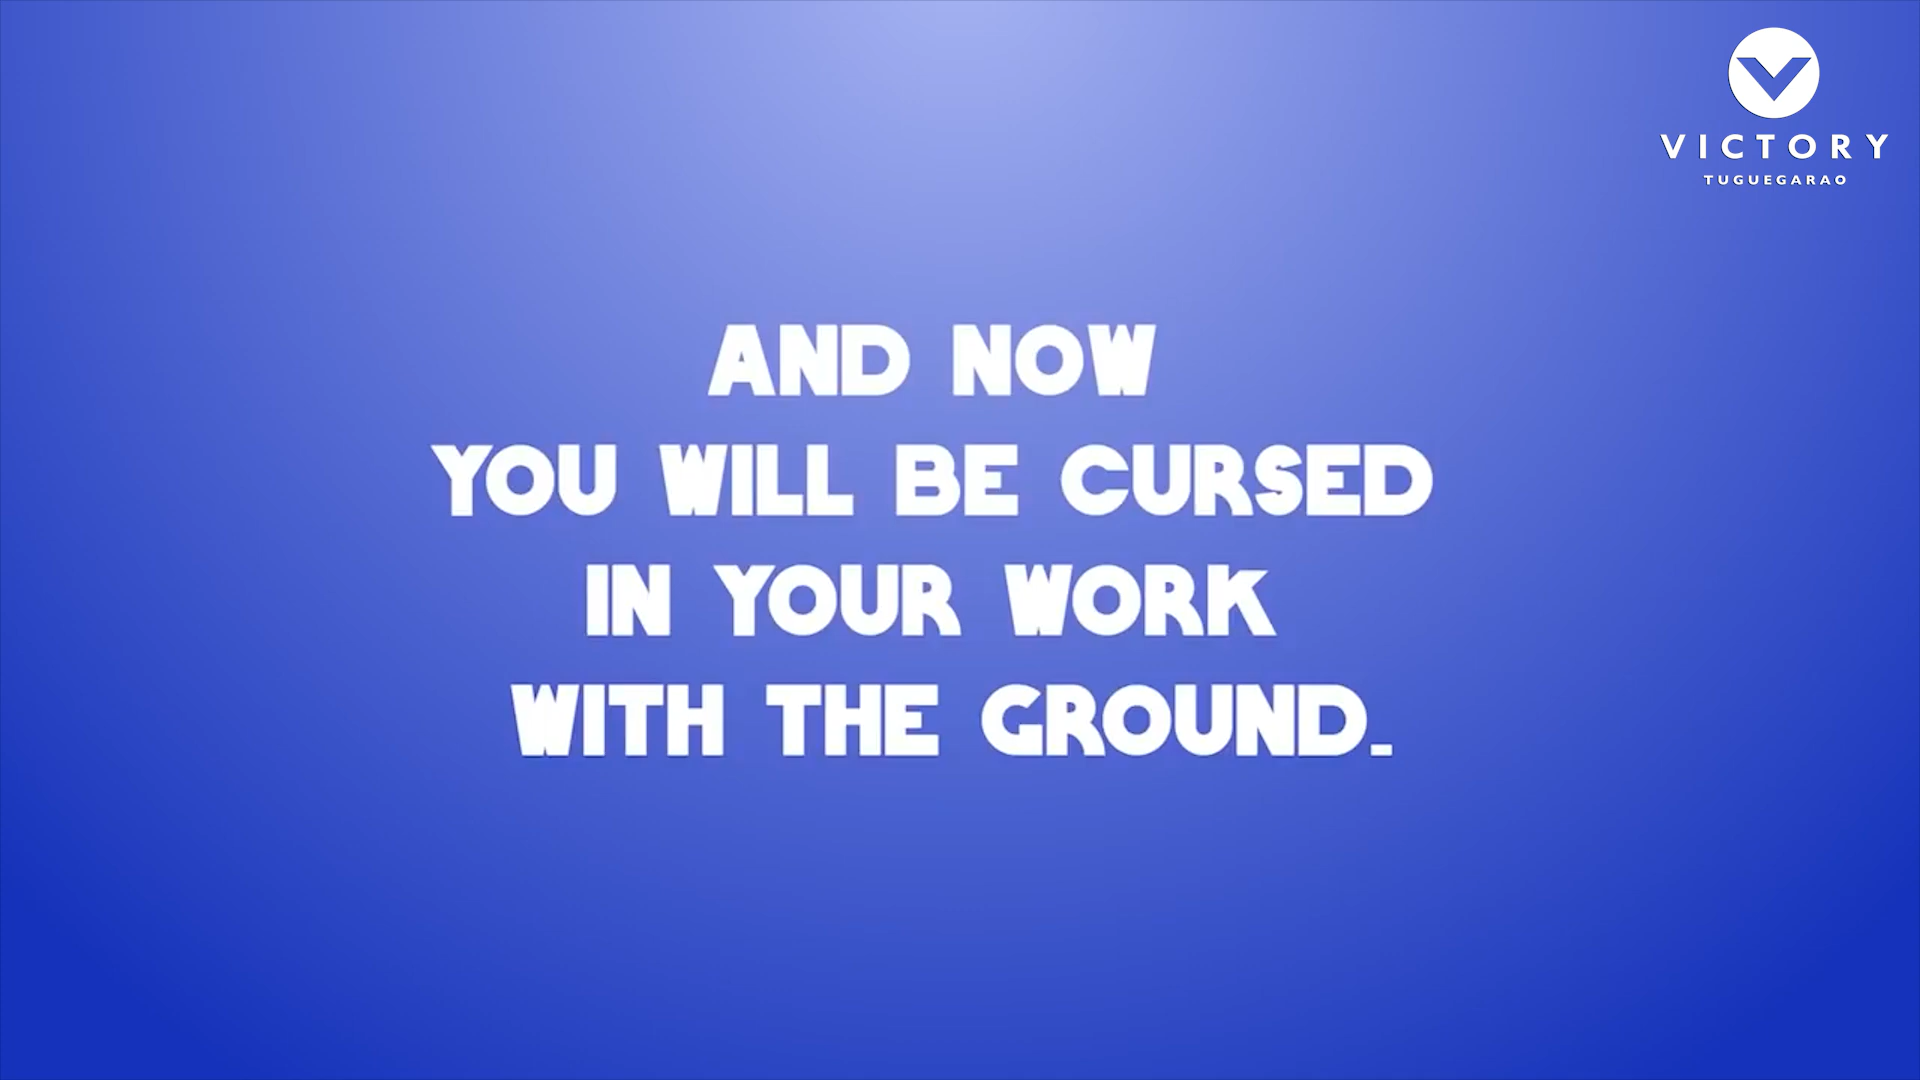 VICTORY
TUGUEGARAO
AND NOW
YOU WILL BE CURSED
IN YOUR WORK
WITH THE GROUND.